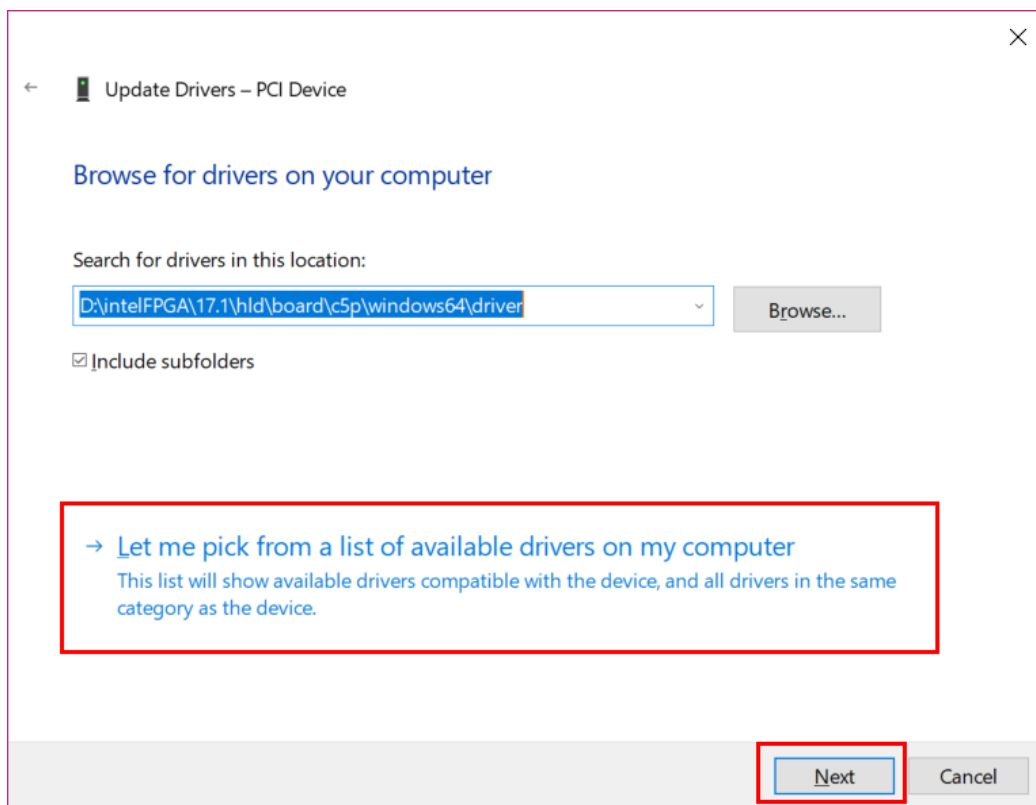 Update Drivers – PCI Device
Browse for drivers on your computer
Search for drivers in this location:
D:\intelFPGA\17.1\hld\board\c5p\windows64\driver
Browse...
Include subfolders
Let me pick from a list of available drivers on my computer
This list will show available drivers compatible with the device, and all drivers in the same
category as the device.
Next
Cancel